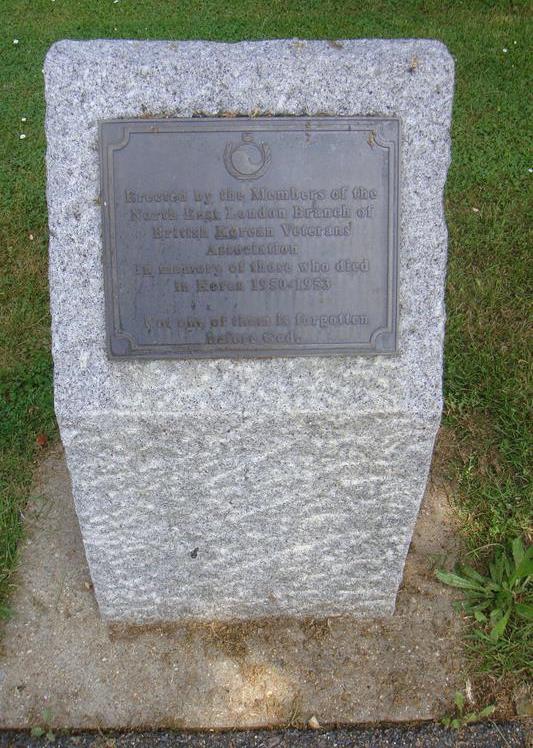 Erected by the Members of the
North East London Branch of
British Korean Veterans'
Association
In memory of those who died
in Korea 1950-1953
Not one of them is forgotten
before God.